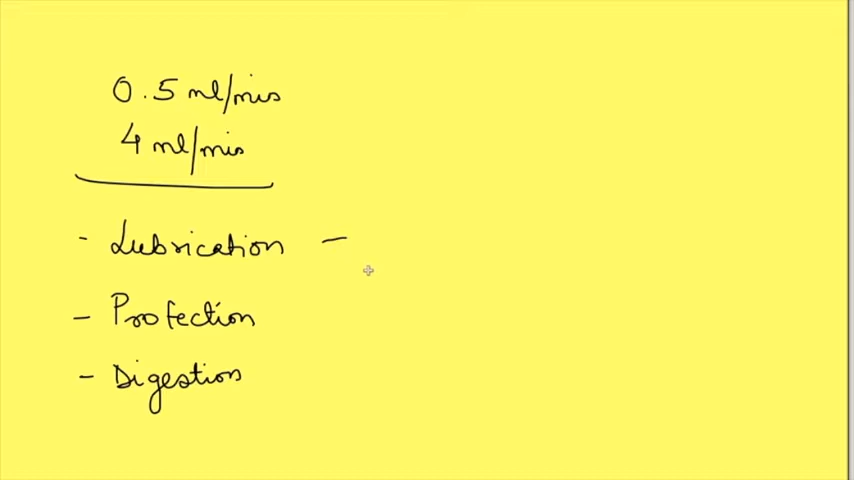 0.5 ml/min
4 ml/min
- Lubrication -
- Protection
- Digestion